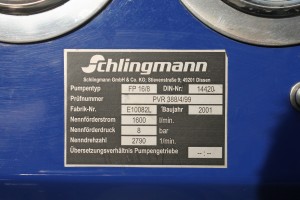 Schlingmann
Schlingmann GmbH & Co. KG; Stievenstraße 9; 49201 Dissen
Pumpentyp FP 16/8 DIN-Nr: 14420
Prüfnummer PVR 388/4/99
Fabrik-Nr. E10082L Baujahr 2001
Nennförderstrom 1600 l/min.
Nennförderdruck 8 bar
Nenndrehzahl 2790 1/min.
Übersetzungsverhältnis Pumpengetriebe --:--